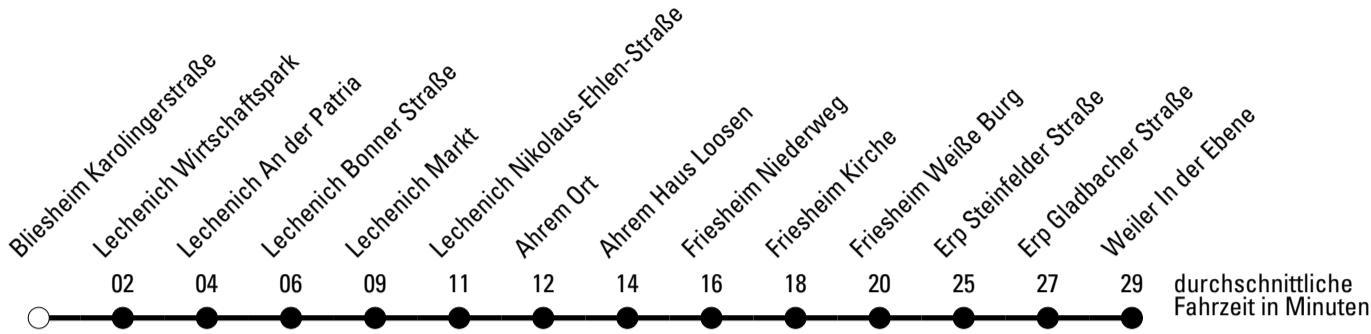 Bliesheim Karolingerstraße
Lechenich Wirtschaftspark
Lechenich An der Patria
Lechenich Bonner Straße
Lechenich Markt
Lechenich Nikolaus-Ehlen-Straße
Ahrem Ort
Ahrem Haus Loosen
Friesheim Niederweg
Friesheim Kirche
Friesheim Weiße Burg
Erp Steinfelder Straße
Erp Gladbacher Straße
Weiler In der Ebene
02 04 06 09 11 12 14 16 18 20 25 27 29
durchschnittliche
Fahrzeit in Minuten